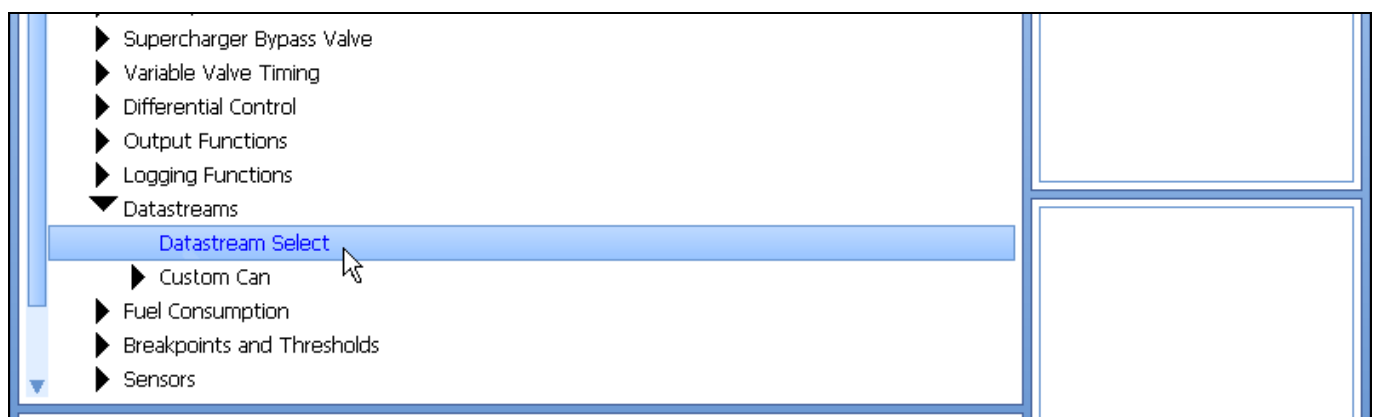 Supercharger Bypass Valve
Variable Valve Timing
Differential Control
Output Functions
Logging Functions
Datastreams
Datastream Select
Custom Can
Fuel Consumption
Breakpoints and Thresholds
Sensors